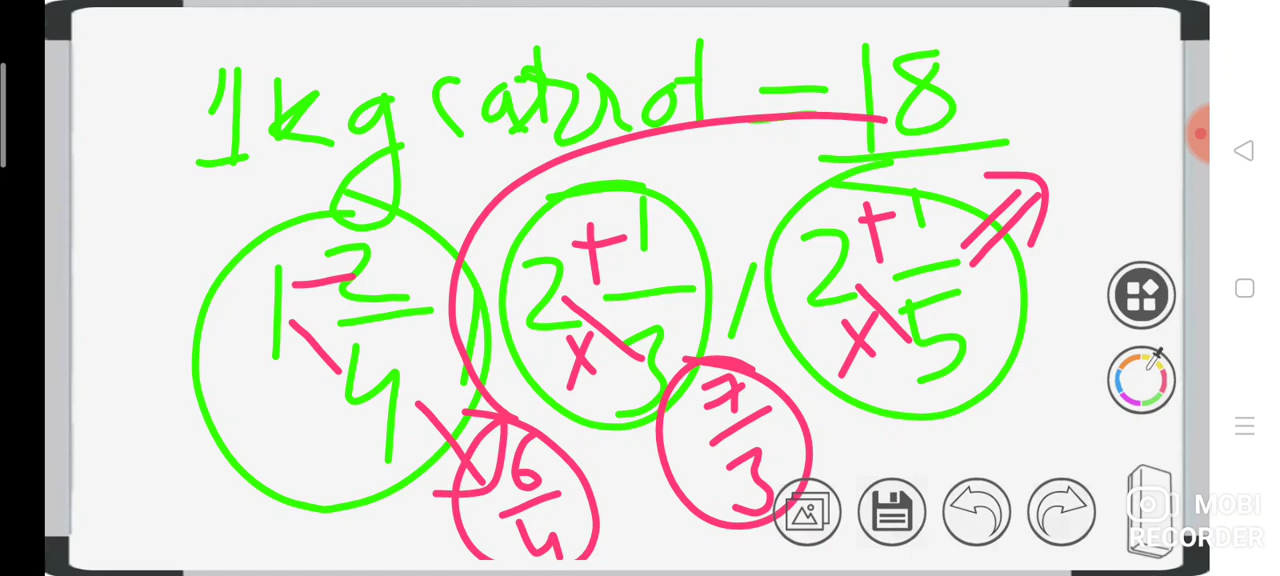 1kg carrot = 18
1 2/4 2 + 1/3 / 2 + 1/5
x x
6/4 7/3
MOBI
RECORDER